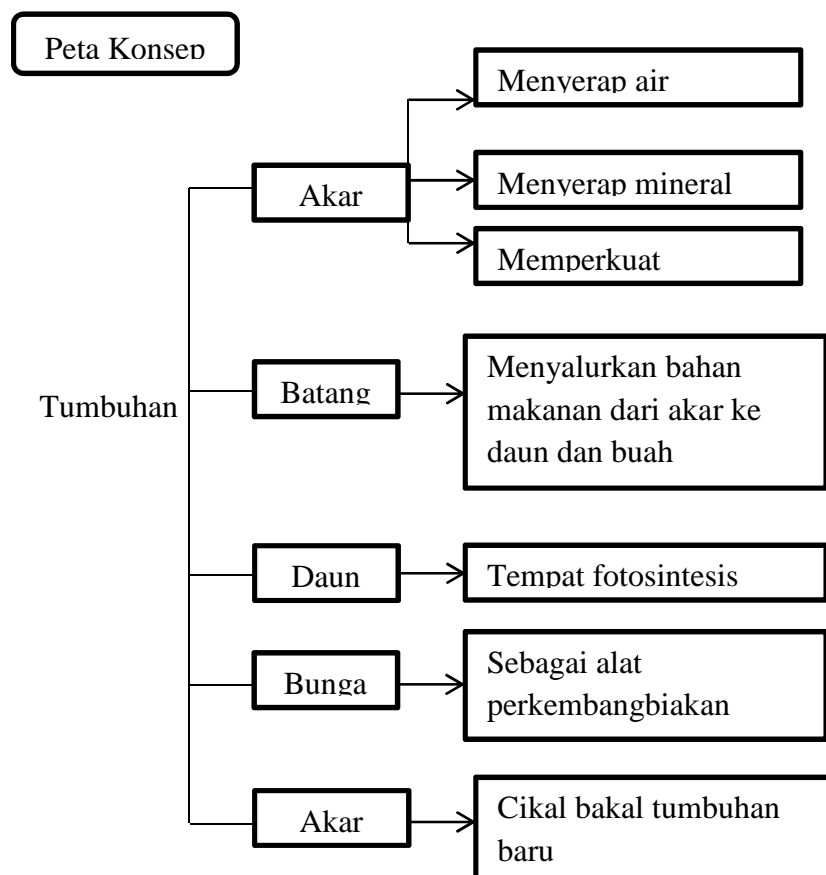 Peta Konsep
Tumbuhan
Akar
Menyerap air
Menyerap mineral
Memperkuat
Batang
Menyalurkan bahan
makanan dari akar ke
daun dan buah
Daun
Tempat fotosintesis
Bunga
Sebagai alat
perkembangbiakan
Akar
Cikal bakal tumbuhan
baru